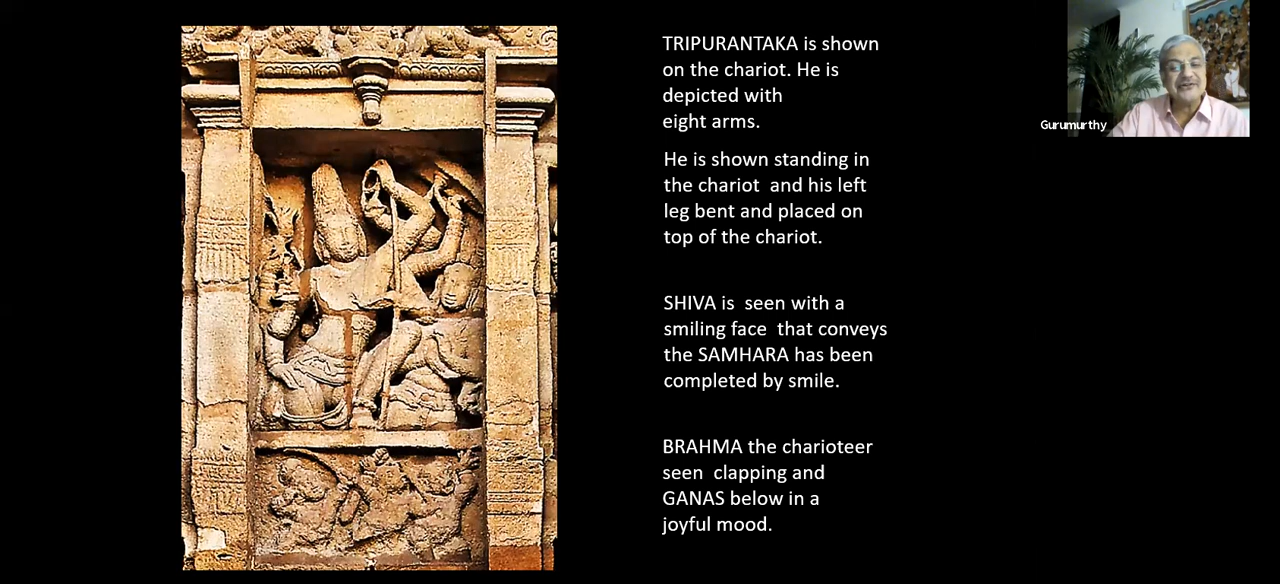 TRIPURANTAKA is shown
on the chariot. He is
depicted with
eight arms.
He is shown standing in
the chariot and his left
leg bent and placed on
top of the chariot.
SHIVA is seen with a
smiling face that conveys
the SAMHARA has been
completed by smile.
BRAHMA the charioteer
seen clapping and
GANAS below in a
joyful mood.
Gurumurthy